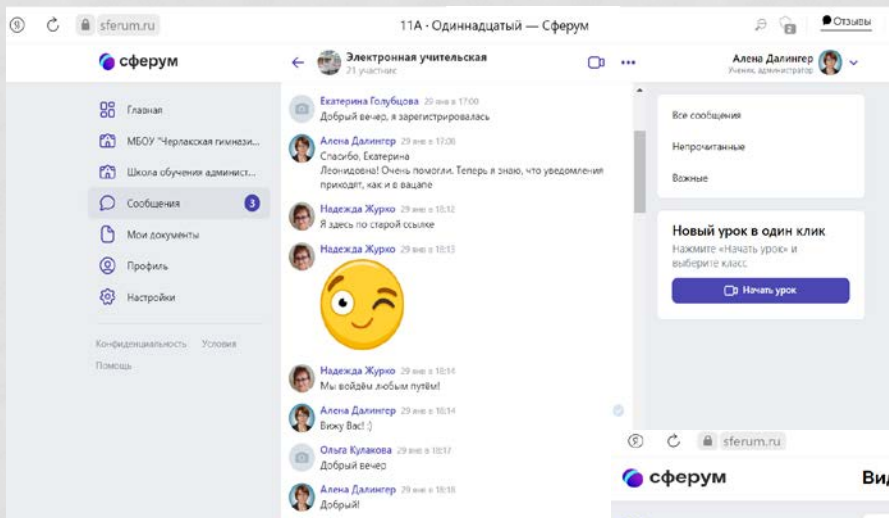 sferum.ru
11А · Одиннадцатый — Сферум
Отзывы
сферум
Главная
МБОУ "Черлакская гимнази...
Школа обучения админист...
Сообщения 3
Мои документы
Профиль
Настройки
Конфиденциальность Условия
Помощь
Электронная учительская
21 участник
Екатерина Голубцова 29 янв в 17:00
Добрый вечер, я зарегистрировалась
Алена Далингер 29 янв в 17:06
Спасибо, Екатерина
Леонидовна! Очень помогли. Теперь я знаю, что уведомления
приходят, как и в вацапе
Надежда Журко 29 янв в 18:12
Я здесь по старой ссылке
Надежда Журко 29 янв в 18:13
Надежда Журко 29 янв в 18:14
Мы войдём любым путём!
Алена Далингер 29 янв в 18:14
Вижу Вас! :)
Ольга Кулакова 29 янв в 18:17
Добрый вечер
Алена Далингер 29 янв в 18:18
Добрый!
Алена Далингер
Ученик, администратор
Все сообщения
Непрочитанные
Важные
Новый урок в один клик
Нажмите «Начать урок» и
выберите класс
Начать урок
sferum.ru
сферум
Вид